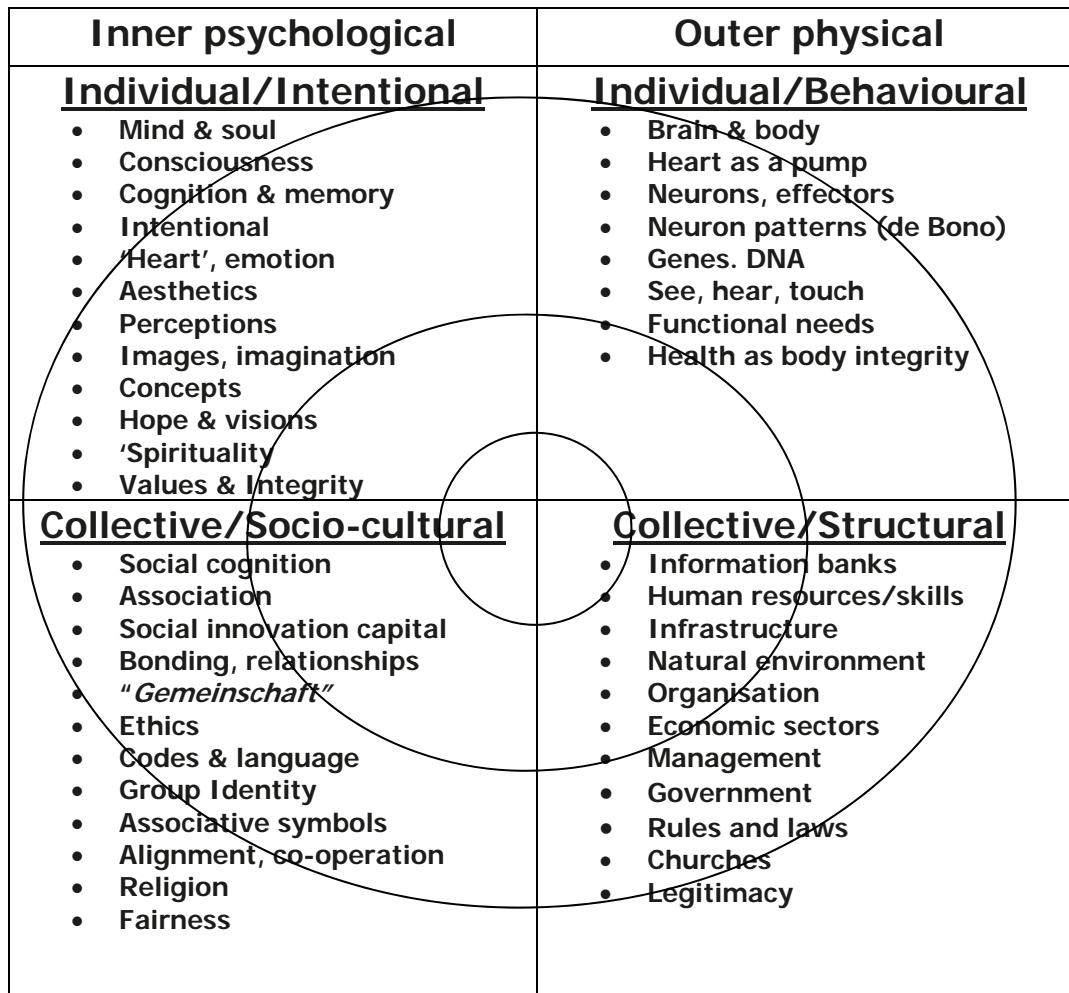 Inner psychological
Outer physical
Individual/Intentional
• Mind & soul
• Consciousness
• Cognition & memory
• Intentional
• ‘Heart’, emotion
• Aesthetics
• Perceptions
• Images, imagination
• Concepts
• Hope & visions
• ‘Spirituality
• Values & Integrity
Individual/Behavioural
• Brain & body
• Heart as a pump
• Neurons, effectors
• Neuron patterns (de Bono)
• Genes. DNA
• See, hear, touch
• Functional needs
• Health as body integrity
Collective/Socio-cultural
• Social cognition
• Association
• Social innovation capital
• Bonding, relationships
• “Gemeinschaft”
• Ethics
• Codes & language
• Group Identity
• Associative symbols
• Alignment, co-operation
• Religion
• Fairness
Collective/Structural
• Information banks
• Human resources/skills
• Infrastructure
• Natural environment
• Organisation
• Economic sectors
• Management
• Government
• Rules and laws
• Churches
• Legitimacy